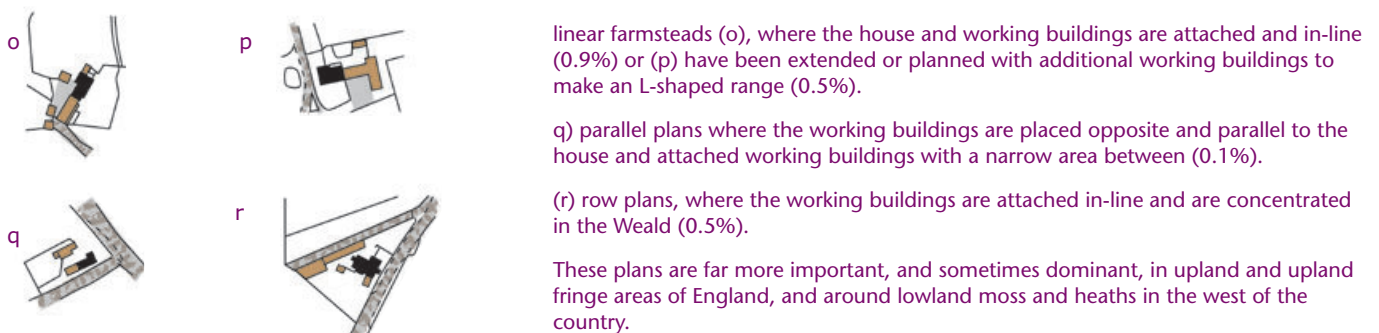 o
p
linear farmsteads (o), where the house and working buildings are attached and in-line
(0.9%) or (p) have been extended or planned with additional working buildings to
make an L-shaped range (0.5%).
q) parallel plans where the working buildings are placed opposite and parallel to the
house and attached working buildings with a narrow area between (0.1%).
q
r
(r) row plans, where the working buildings are attached in-line and are concentrated
in the Weald (0.5%).
These plans are far more important, and sometimes dominant, in upland and upland
fringe areas of England, and around lowland moss and heaths in the west of the
country.